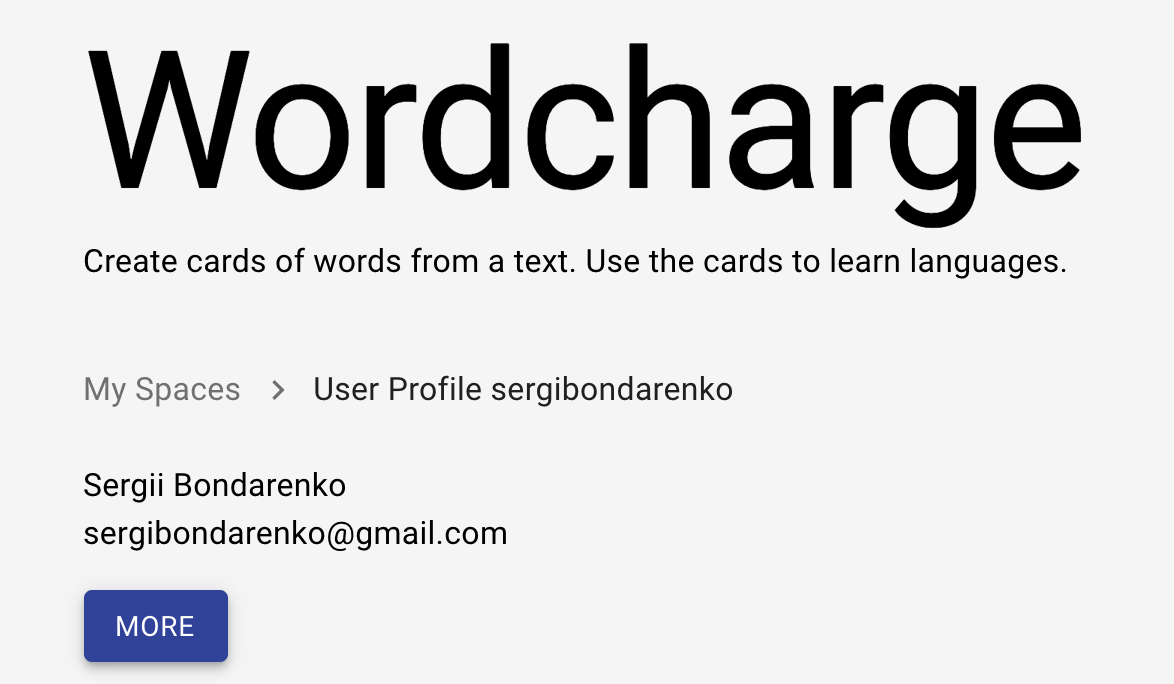 Wordcharge
Create cards of words from a text. Use the cards to learn languages.
My Spaces > User Profile sergibondarenko
Sergii Bondarenko
sergibondarenko@gmail.com
MORE